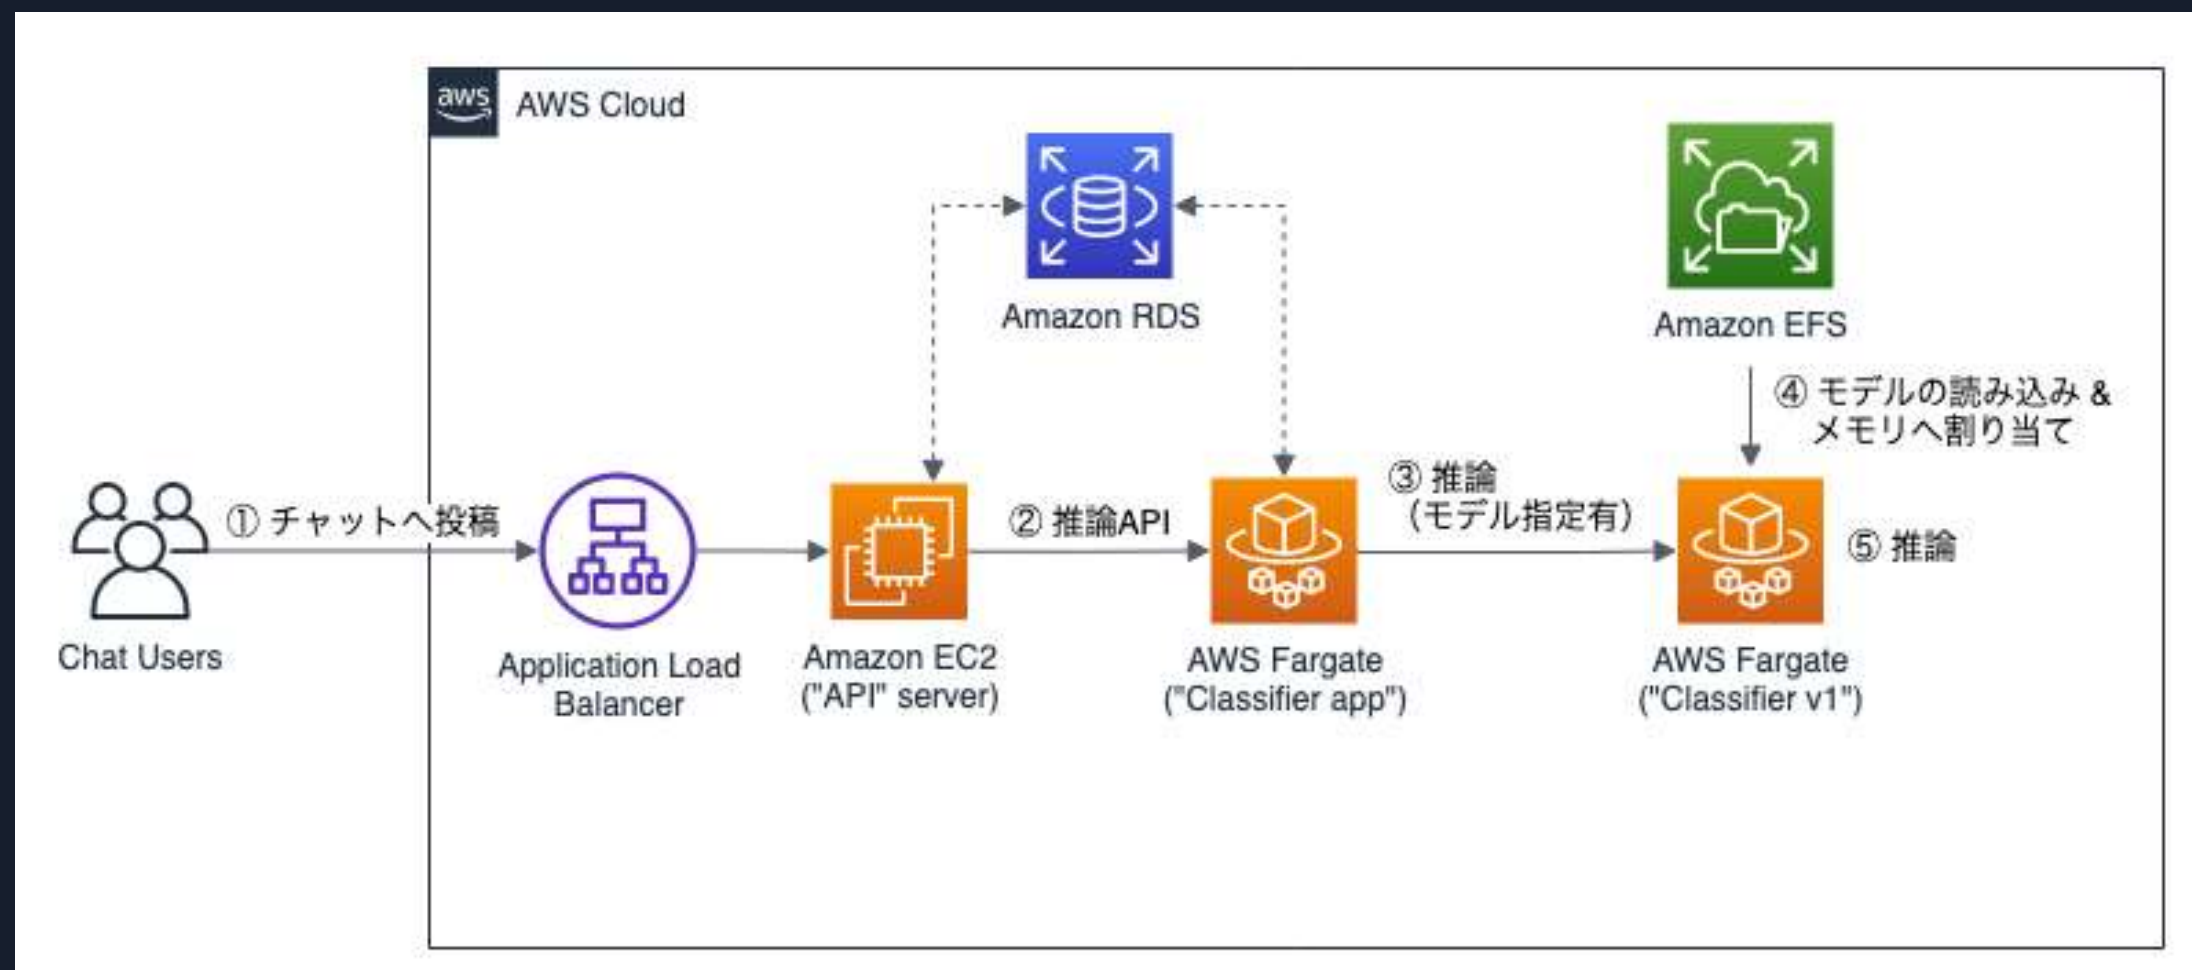 aws
AWS Cloud
Amazon RDS
Amazon EFS
④ モデルの読み込み &
メモリへ割り当て
① チャットへ投稿
② 推論API
③ 推論
（モデル指定有）
⑤ 推論
Chat Users
Application Load
Balancer
Amazon EC2
("API" server)
AWS Fargate
("Classifier app")
AWS Fargate
("Classifier v1")